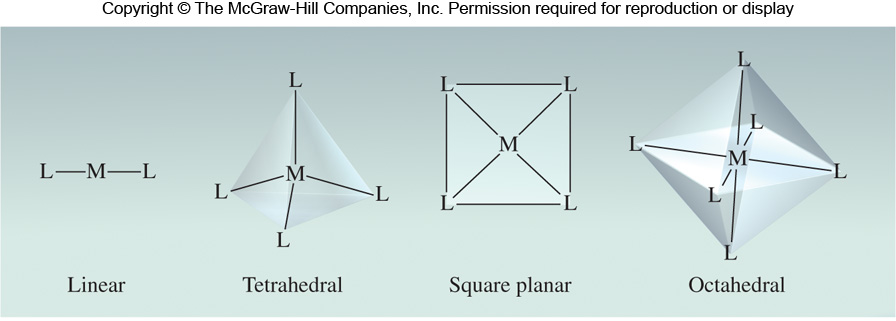 Copyright © The McGraw-Hill Companies, Inc. Permission required for reproduction or display
L—M—L
L
M
L
L
L
L
L
M
L
L
L
L
L
M
L
L
L
Linear
Tetrahedral
Square planar
Octahedral